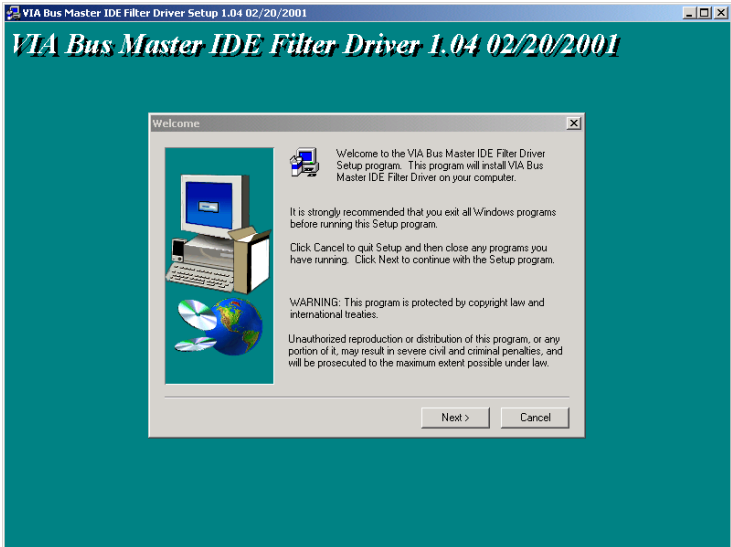 VIA Bus Master IDE Filter Driver Setup 1.04 02/20/2001
VIA Bus Master IDE Filter Driver 1.04 02/20/2001
Welcome
Welcome to the VIA Bus Master IDE Filter Driver
Setup program. This program will install VIA Bus
Master IDE Filter Driver on your computer.
It is strongly recommended that you exit all Windows programs
before running this Setup program.
Click Cancel to quit Setup and then close any programs you
have running. Click Next to continue with the Setup program.
WARNING: This program is protected by copyright law and
international treaties.
Unauthorized reproduction or distribution of this program, or any
portion of it, may result in severe civil and criminal penalties, and
will be prosecuted to the maximum extent possible under law.
Next >
Cancel